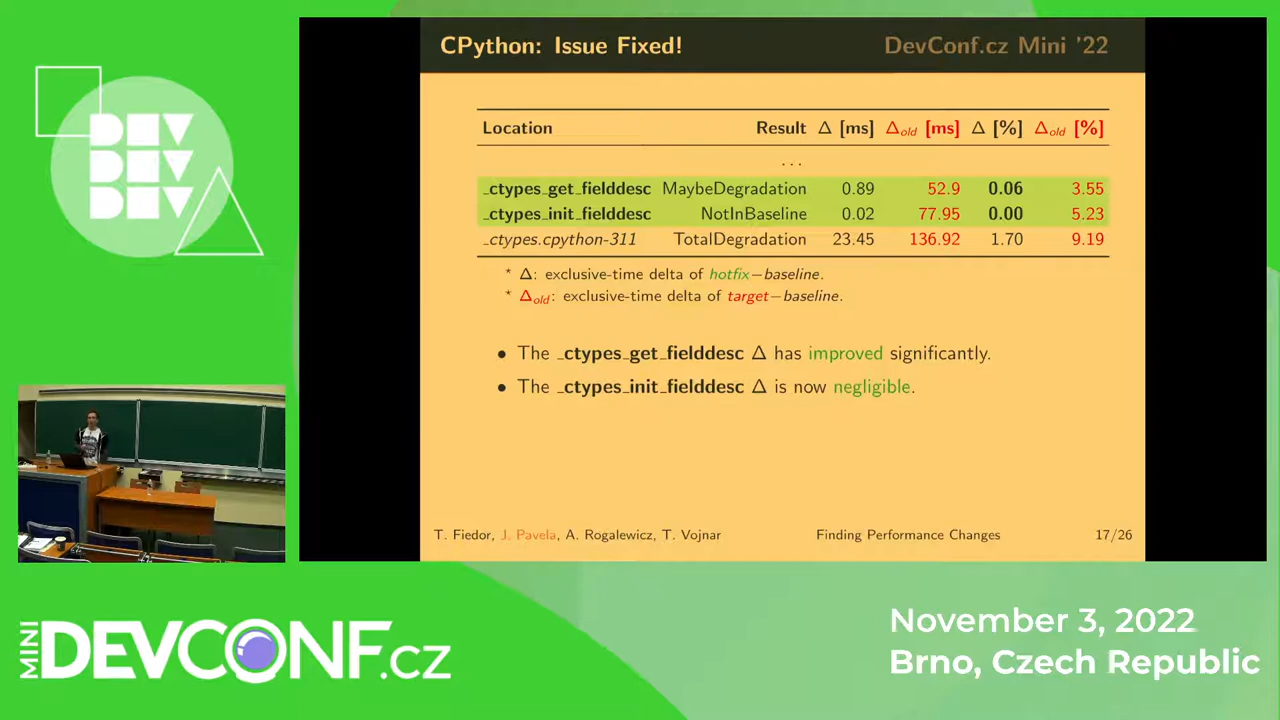 DEV
DEV
DEV
CPython: Issue Fixed! DevConf.cz Mini '22
Location Result Δ [ms] Δold [ms] Δ [%] Δold [%]
...
_ctypes_get_fielddesc MaybeDegradation 0.89 52.9 0.06 3.55
_ctypes_init_fielddesc NotInBaseline 0.02 77.95 0.00 5.23
_ctypes.cpython-311 TotalDegradation 23.45 136.92 1.70 9.19
* Δ: exclusive-time delta of hotfix−baseline.
* Δold: exclusive-time delta of target−baseline.
• The _ctypes_get_fielddesc Δ has improved significantly.
• The _ctypes_init_fielddesc Δ is now negligible.
T. Fiedor, J. Pavela, A. Rogalewicz, T. Vojnar Finding Performance Changes 17/26
MINI DEVCONF.cz
November 3, 2022
Brno, Czech Republic